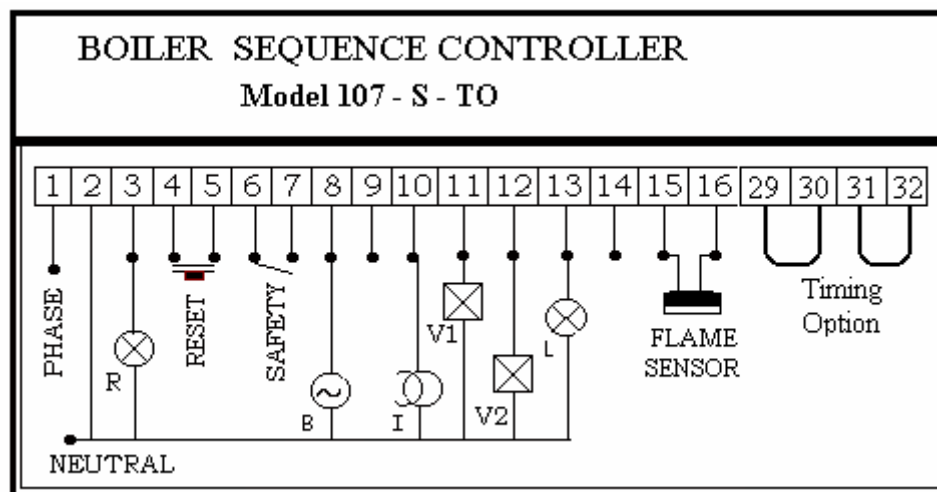 BOILER SEQUENCE CONTROLLER
Model 107 - S - TO
1 2 3 4 5 6 7 8 9 10 11 12 13 14 15 16 29 30 31 32
PHASE
R
RESET
SAFETY
B
I
V1
V2
L
FLAME
SENSOR
Timing
Option
NEUTRAL